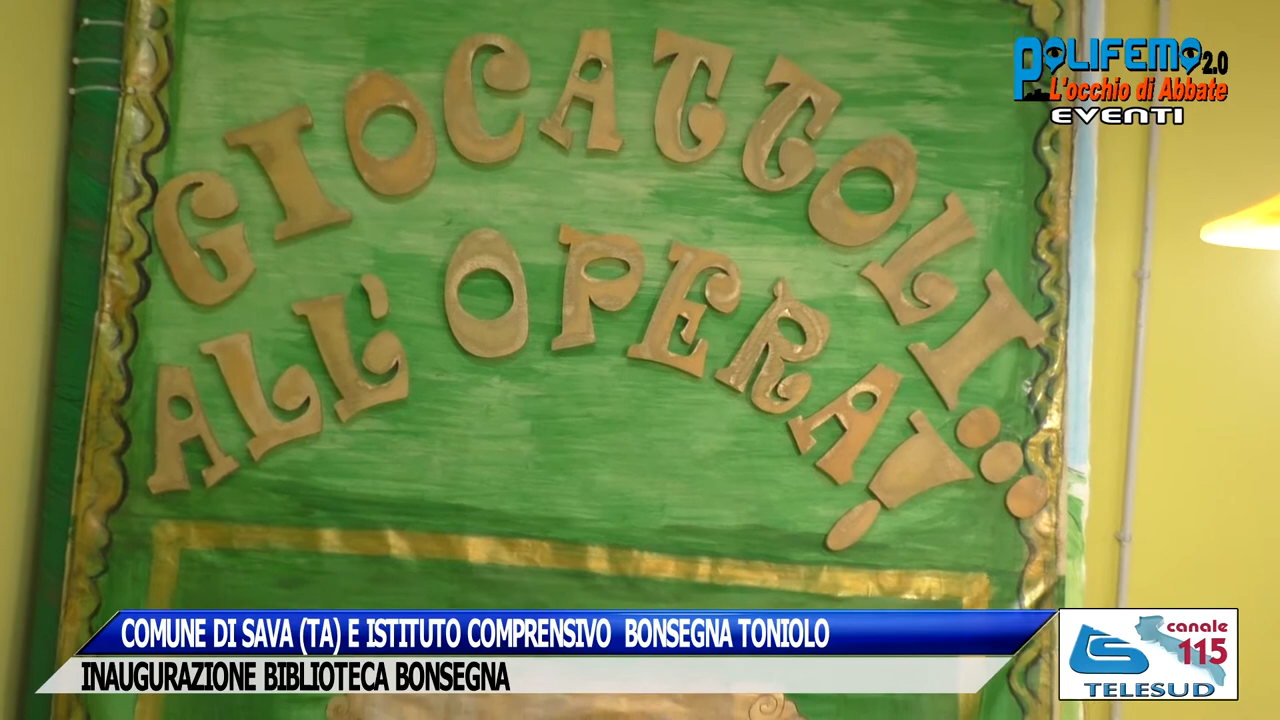 POLIFEMO 2.0
L'occhio di Abbate
EVENTI
GIOCATTOLI...
ALL'OPERA!
COMUNE DI SAVA (TA) E ISTITUTO COMPRENSIVO BONSEGNA TONIOLO
INAUGURAZIONE BIBLIOTECA BONSEGNA
canale
115
TELESUD